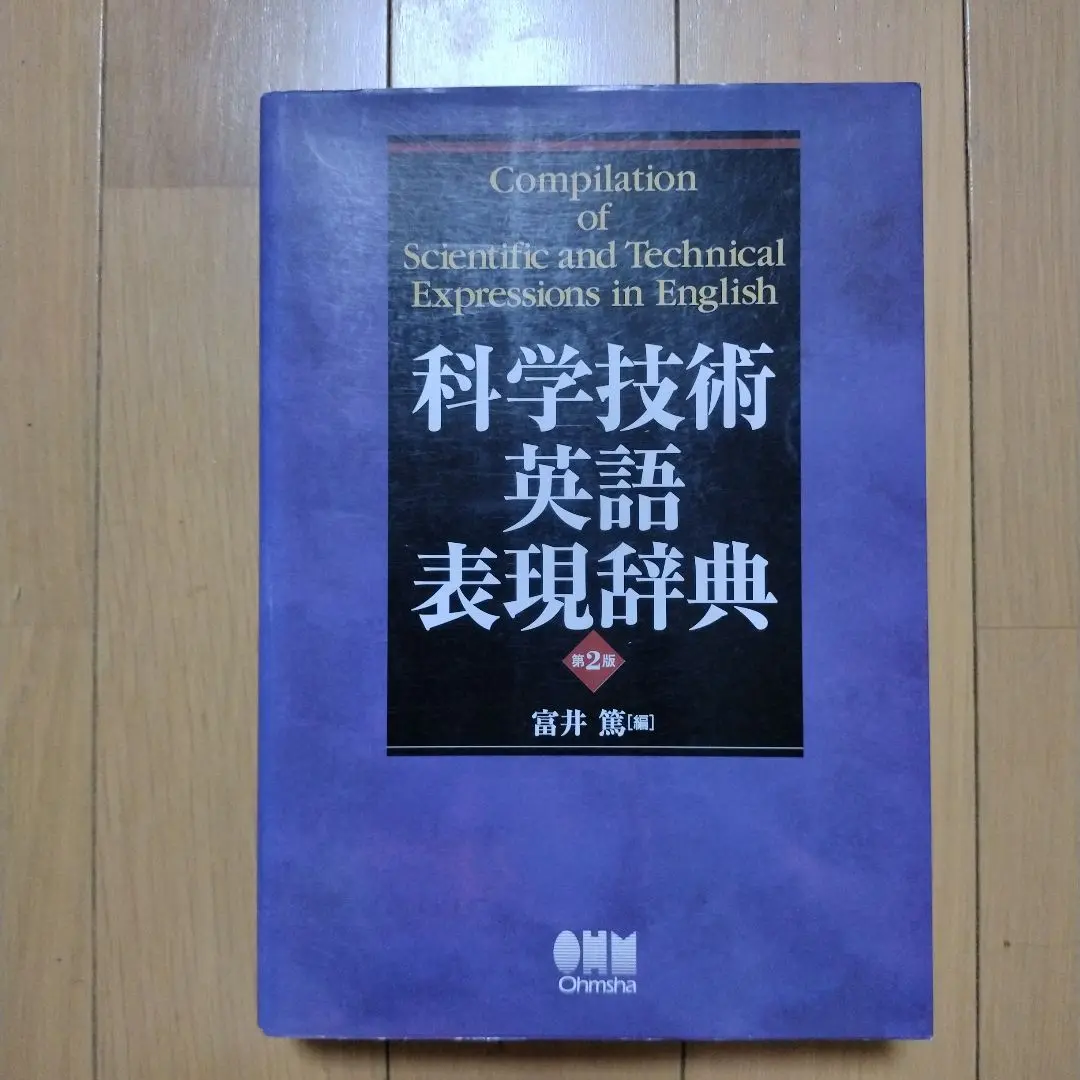 Compilation
of
Scientific and Technical
Expressions in English
科学技術
英語
表現辞典
第2版
富井 篤[編]
OHM
Ohmsha